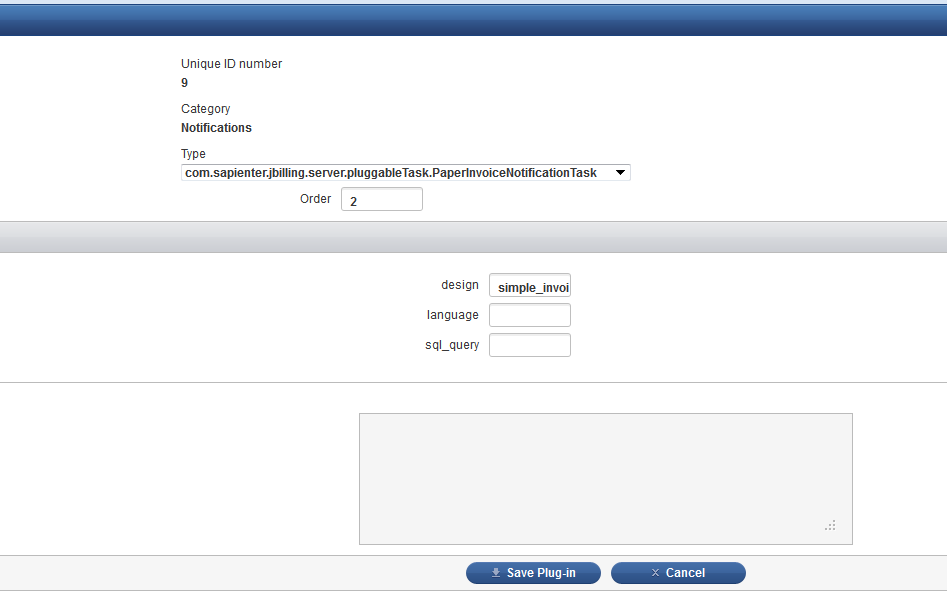 Unique ID number
9
Category
Notifications
Type
com.sapienter.jbilling.server.pluggableTask.PaperInvoiceNotificationTask
Order 2
design simple_invoi
language
sql_query
Save Plug-in Cancel